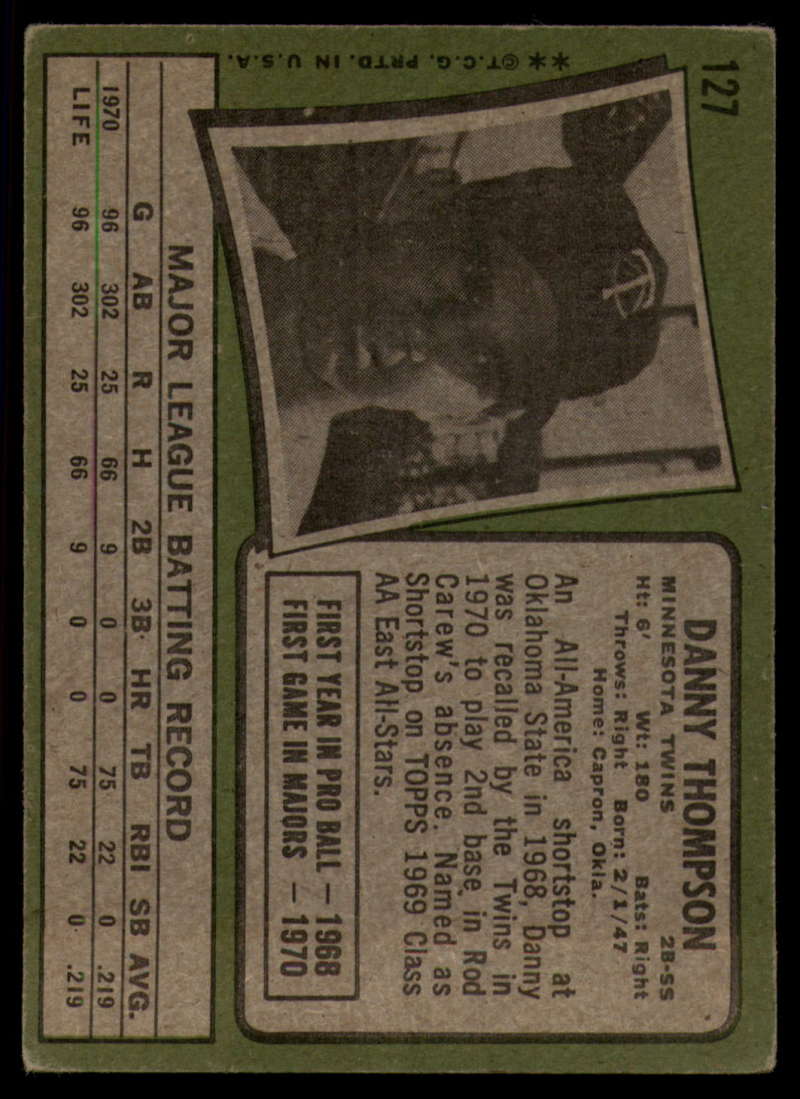 127
**©T.C.G. PRTD. IN U.S.A.
TC
DANNY THOMPSON
MINNESOTA TWINS 2B-SS
Ht: 6' Wt: 180 Bats: Right
Throws: Right Born: 2/1/47
Home: Capron, Okla.
An All-America shortstop at
Oklahoma State in 1968, Danny
was recalled by the Twins in
1970 to play 2nd base in Rod
Carew's absence. Named as
Shortstop on TOPPS 1969 Class
AA East All-Stars.
FIRST YEAR IN PRO BALL — 1968
FIRST GAME IN MAJORS — 1970
MAJOR LEAGUE BATTING RECORD
G AB R H 2B 3B HR TB RBI SB AVG.
1970 96 302 25 66 9 0 0 75 22 0 .219
LIFE 96 302 25 66 9 0 0 75 22 0 .219